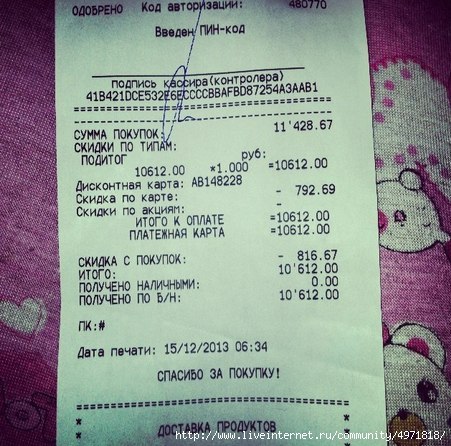 ОДОБРЕНО Код авторизации: 480770
Введен ПИН-код
подпись кассира(контролера)
41B421DCE532E6ECCCCBBAFBD87254A3AAB1
СУММА ПОКУПОК: 11'428.67
СКИДКИ ПО ТИПАМ:
ПОДИТОГ руб:
10612.00 *1.000 =10612.00
Дисконтная карта: AB148228
Скидка по карте: - 792.69
Скидки по акциям: -
ИТОГО К ОПЛАТЕ =10612.00
ПЛАТЕЖНАЯ КАРТА =10612.00
СКИДКА С ПОКУПОК: - 816.67
ИТОГО: 10'612.00
ПОЛУЧЕНО НАЛИЧНЫМИ: 0.00
ПОЛУЧЕНО ПО Б/Н: 10'612.00
ПК:#
Дата печати: 15/12/2013 06:34
СПАСИБО ЗА ПОКУПКУ!
* *
* ДОСТАВКА ПРОДУКТОВ *
http://www.liveinternet.ru/community/4971818/